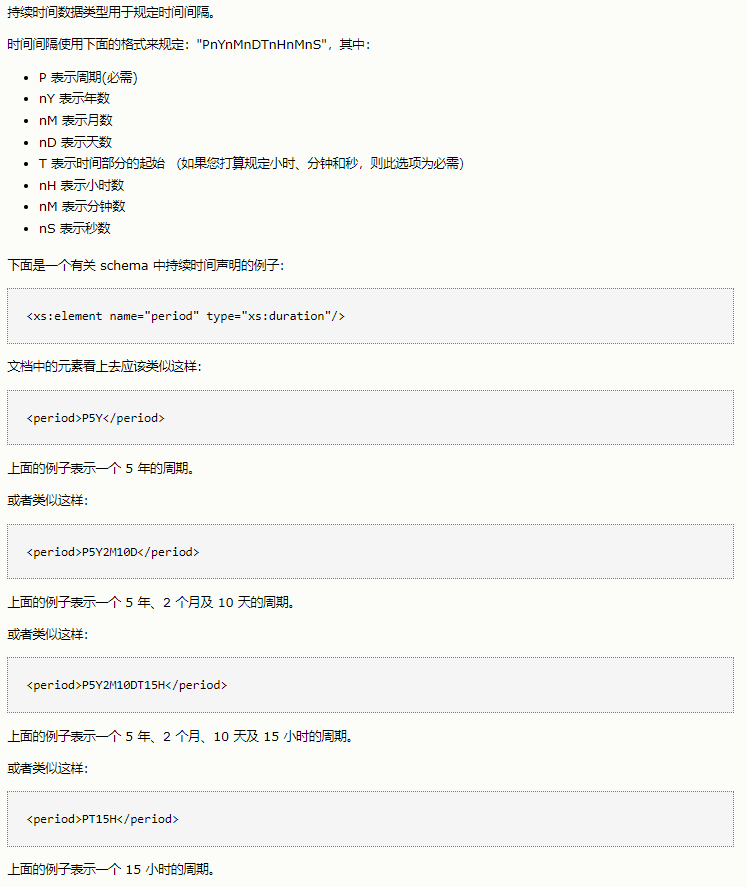 持续时间数据类型用于规定时间间隔。
时间间隔使用下面的格式来规定："PnYnMnDTnHnMnS"，其中：
• P 表示周期(必需)
• nY 表示年数
• nM 表示月数
• nD 表示天数
• T 表示时间部分的起始 （如果您打算规定小时、分钟和秒，则此选项为必需）
• nH 表示小时数
• nM 表示分钟数
• nS 表示秒数
下面是一个有关 schema 中持续时间声明的例子：
<xs:element name="period" type="xs:duration"/>
文档中的元素看上去应该类似这样：
<period>P5Y</period>
上面的例子表示一个 5 年的周期。
或者类似这样：
<period>P5Y2M10D</period>
上面的例子表示一个 5 年、2 个月及 10 天的周期。
或者类似这样：
<period>P5Y2M10DT15H</period>
上面的例子表示一个 5 年、2 个月、10 天及 15 小时的周期。
或者类似这样：
<period>PT15H</period>
上面的例子表示一个 15 小时的周期。